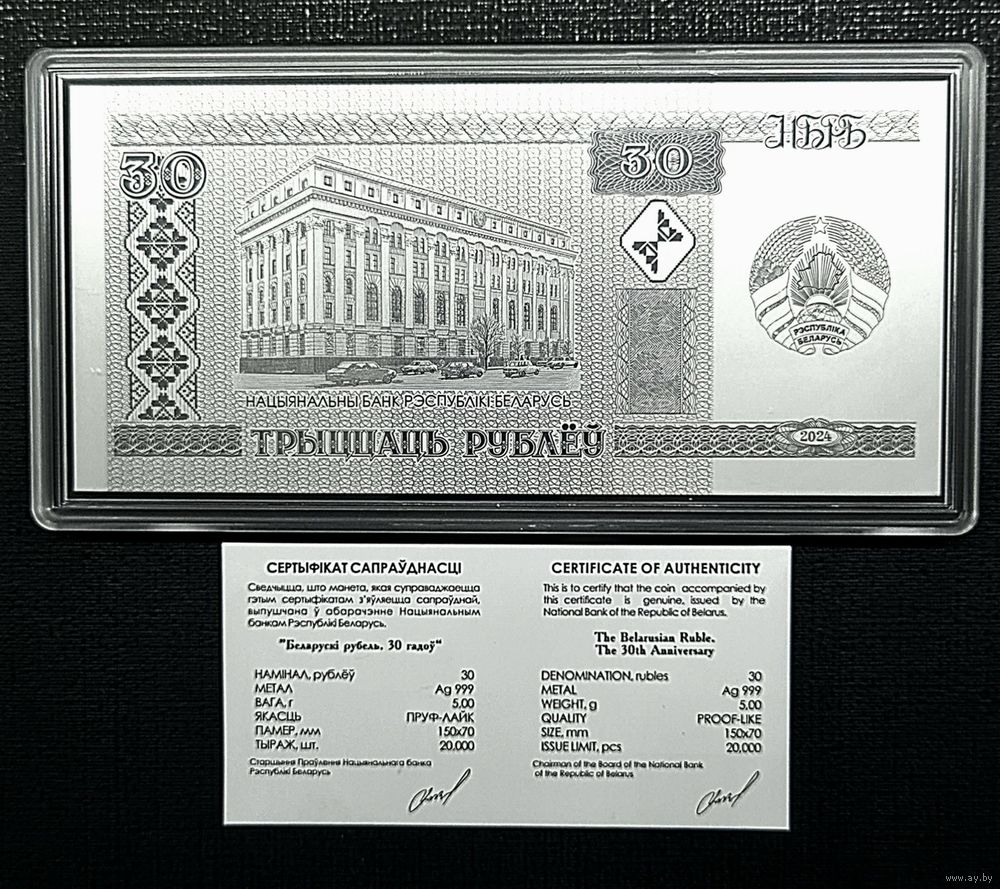 30
30
НБРБ
РЭСПУБЛІКА
БЕЛАРУСЬ
НАЦЫЯНАЛЬНЫ БАНК РЭСПУБЛІКІ БЕЛАРУСЬ
ТРЫЦЦАЦЬ РУБЛЁЎ
2024
СЕРТЫФІКАТ САПРАЎДНАСЦІ
Сведчыцца, што манета, якая суправаджаецца
гэтым сертыфікатам з'яўляецца сапраўднай,
выпушчана ў абарачэнне Нацыянальным
банкам Рэспублікі Беларусь.
"Беларускі рубель. 30 гадоў"
НАМІНАЛ, рублёў 30
МЕТАЛ Ag 999
ВАГА, г 5,00
ЯКАСЦЬ ПРУФ-ЛАЙК
ПАМЕР, мм 150х70
ТЫРАЖ, шт. 20.000
Старшыня Праўлення Нацыянальнага банка
Рэспублікі Беларусь
CERTIFICATE OF AUTHENTICITY
This is to certify that the coin accompanied by
this certificate is genuine, issued by the
National Bank of the Republic of Belarus.
The Belarusian Ruble.
The 30th Anniversary
DENOMINATION, rubles 30
METAL Ag 999
WEIGHT, g 5,00
QUALITY PROOF-LIKE
SIZE, mm 150x70
ISSUE LIMIT, pcs 20,000
Chairman of the Board of the National Bank
of the Republic of Belarus
www.ay.by